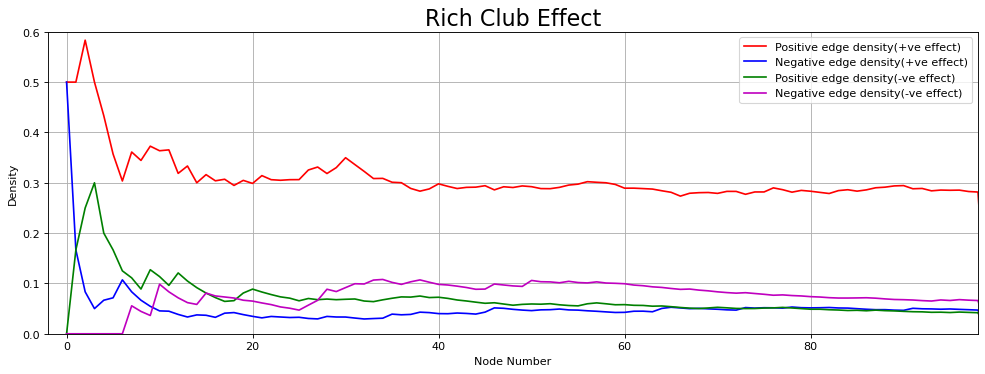 Rich Club Effect
Positive edge density(+ve effect)
Negative edge density(+ve effect)
Positive edge density(-ve effect)
Negative edge density(-ve effect)
Density
0.6
0.5
0.4
0.3
0.2
0.1
0.0
0 20 40 60 80
Node Number